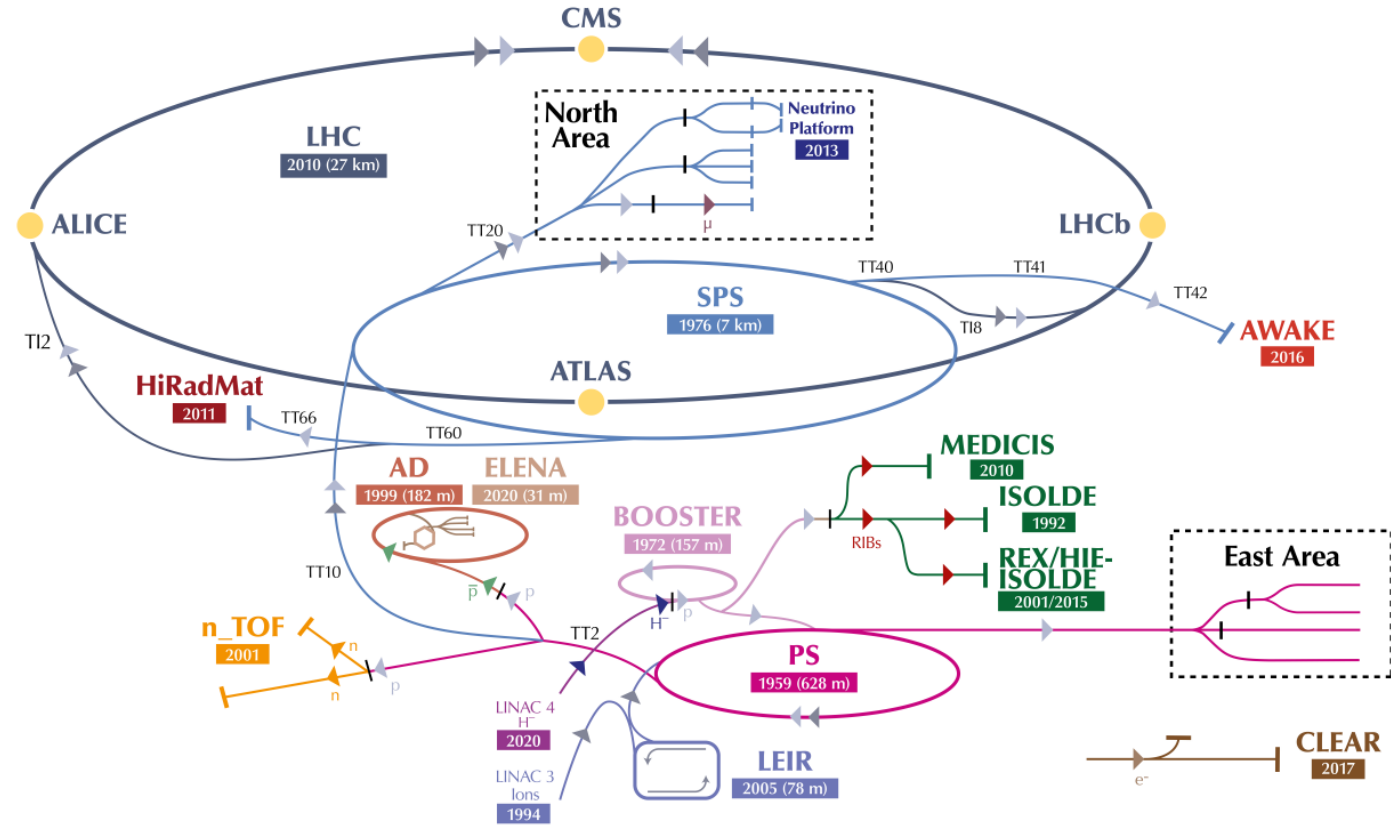 CMS
North
Area
Neutrino
Platform
2013
LHC
2010 (27 km)
μ
ALICE
LHCb
TT20
TT40
TT41
TT42
SPS
1976 (7 km)
TI8
TI2
AWAKE
2016
ATLAS
HiRadMat
2011
TT66
TT60
AD
1999 (182 m)
ELENA
2020 (31 m)
MEDICIS
2010
BOOSTER
1972 (157 m)
ISOLDE
1992
RIBs
REX/HIE-
ISOLDE
2001/2015
East Area
TT10
p̅
p
H⁻
p
TT2
n_TOF
2001
n
n
p
PS
1959 (628 m)
LINAC 4
H⁻
2020
LINAC 3
Ions
1994
LEIR
2005 (78 m)
CLEAR
2017
e-